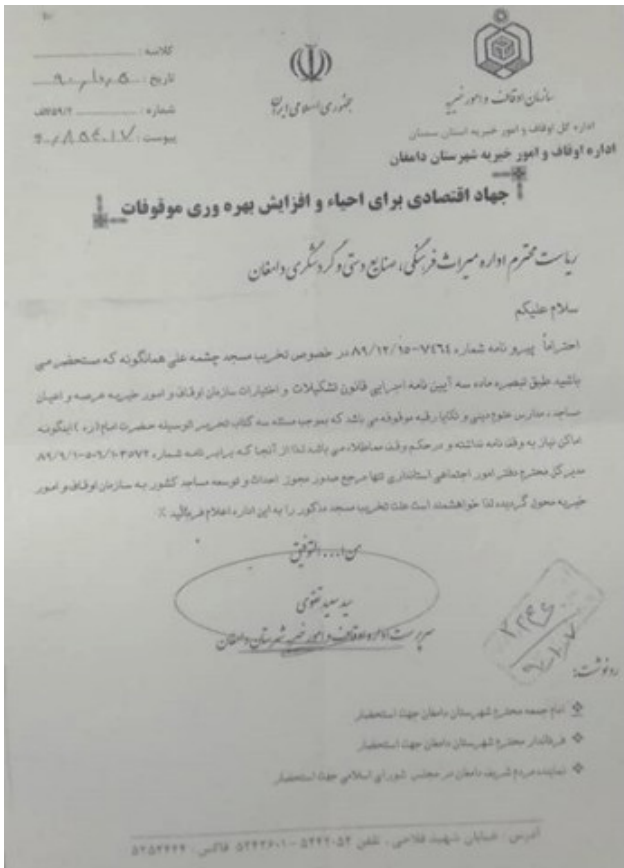 سازمان اوقاف و امور خیریه
اداره کل اوقاف و امور خیریه استان سمنان
اداره اوقاف و امور خیریه شهرستان دامغان
جمهوری اسلامی ایران
کلاسه :
تاریخ :
شماره :
پیوست :
جهاد اقتصادی برای احیاء و افزایش بهره وری موقوفات
ریاست محترم اداره میراث فرهنگی، صنایع دستی و گردشگری دامغان
سلام علیکم
احتراماً پیرو نامه شماره ۷۴۶۴-۸۹/۱۲/۱۵ در خصوص تخریب مسجد چشمه علی همانگونه که مستحضر می
باشید طبق تبصره ماده سه آیین نامه اجرایی قانون تشکیلات و اختیارات سازمان اوقاف و امور خیریه عرصه و اعیان
مساجد ، مدارس علوم دینی و تکایا رقبه موقوفه می باشد که بموجب مسئله سه کتاب تحریر الوسیله حضرت امام(ره) اینگونه
اماکن نیاز به وقف نامه نداشته و در حکم وقف معاطات می باشد لذا از آنجا که برابر نامه شماره
مدیر کل محترم دفتر امور اجتماعی استانداری تنها مرجع صدور مجوز احداث و توسعه مساجد کشور به سازمان اوقاف و امور
خیریه محول گردیده لذا خواهشمند است علت تخریب مسجد مذکور را به این اداره اعلام فرمائید ٪
من ا... التوفیق
سید سعید تقوی
سرپرست اداره اوقاف و امور خیریه شهرستان دامغان
رونوشت:
امام جمعه محترم شهرستان دامغان جهت استحضار
فرماندار محترم شهرستان دامغان جهت استحضار
نماینده مردم شریف دامغان در مجلس شورای اسلامی جهت استحضار
آدرس : خیابان شهید فلاحی ، تلفن ۵۲۴۲۰۵۲ - ۵۲۴۲۶۰۱ فاکس : ۵۲۵۲۴۴۴